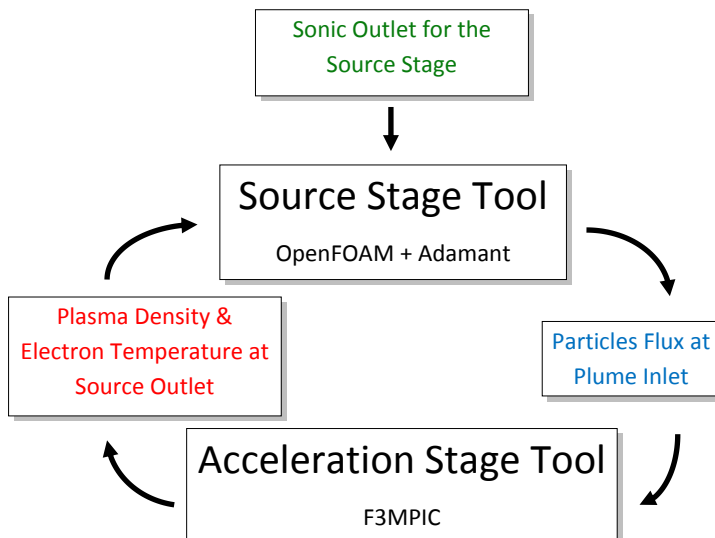 Sonic Outlet for the
Source Stage
Source Stage Tool
OpenFOAM + Adamant
Plasma Density &
Electron Temperature at
Source Outlet
Particles Flux at
Plume Inlet
Acceleration Stage Tool
F3MPIC